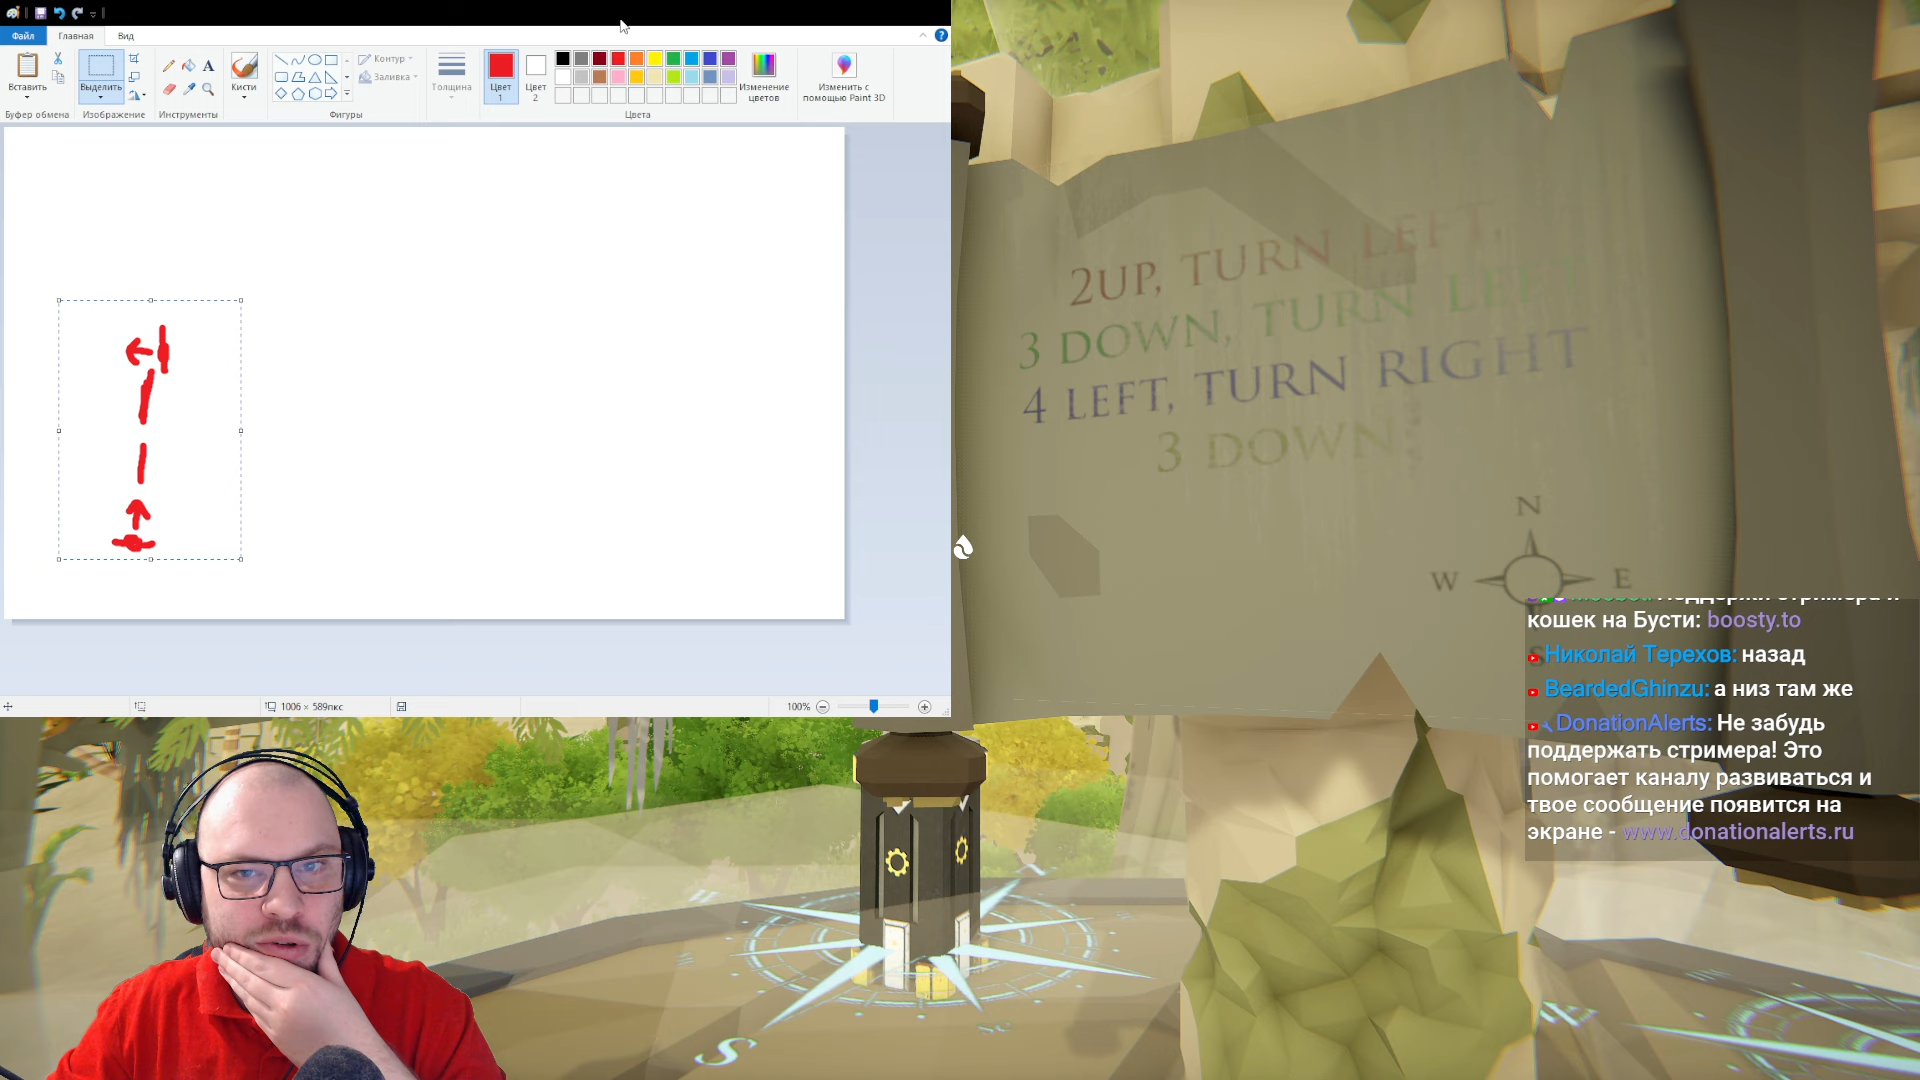 Файл Главная Вид
Вставить
Выделить
Кисти
Контур
Заливка
Толщина
Цвет 1
Цвет 2
Изменение цветов
Изменить с помощью Paint 3D
Буфер обмена Изображение Инструменты Фигуры Цвета
1006 × 589пкс
100%
2UP, TURN LEFT,
3 DOWN, TURN LEFT
4 LEFT, TURN RIGHT
3 DOWN
N
W E
S
кошек на Бусти: boosty.to
Николай Терехов: назад
BeardedGhinzu: а низ там же
DonationAlerts: Не забудь
поддержать стримера! Это
помогает каналу развиваться и
твое сообщение появится на
экране - www.donationalerts.ru
S